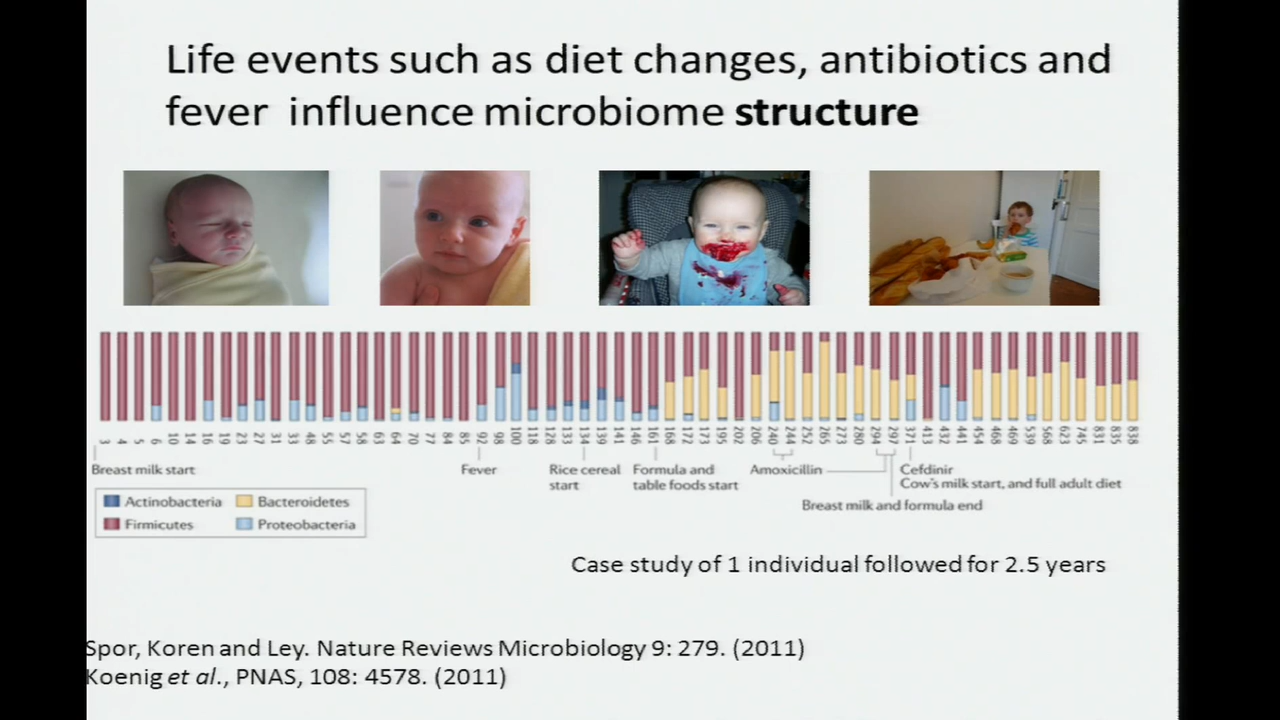 Life events such as diet changes, antibiotics and
fever influence microbiome structure
3 4 5 6 10 14 16 19 23 27 31 33 48 55 57 58 63 64 70 77 84 85 92 98 100 118 128 133 134 139 141 146 161 168 172 173 195 202 206 240 244 252 265 273 280 294 297 371 413 432 441 454 468 469 539 568 623 745 831 835 838
Breast milk start
Fever
Rice cereal
start
Formula and
table foods start
Amoxicillin
Cefdinir
Cow's milk start, and full adult diet
Breast milk and formula end
Actinobacteria
Bacteroidetes
Firmicutes
Proteobacteria
Case study of 1 individual followed for 2.5 years
Spor, Koren and Ley. Nature Reviews Microbiology 9: 279. (2011)
Koenig et al., PNAS, 108: 4578. (2011)